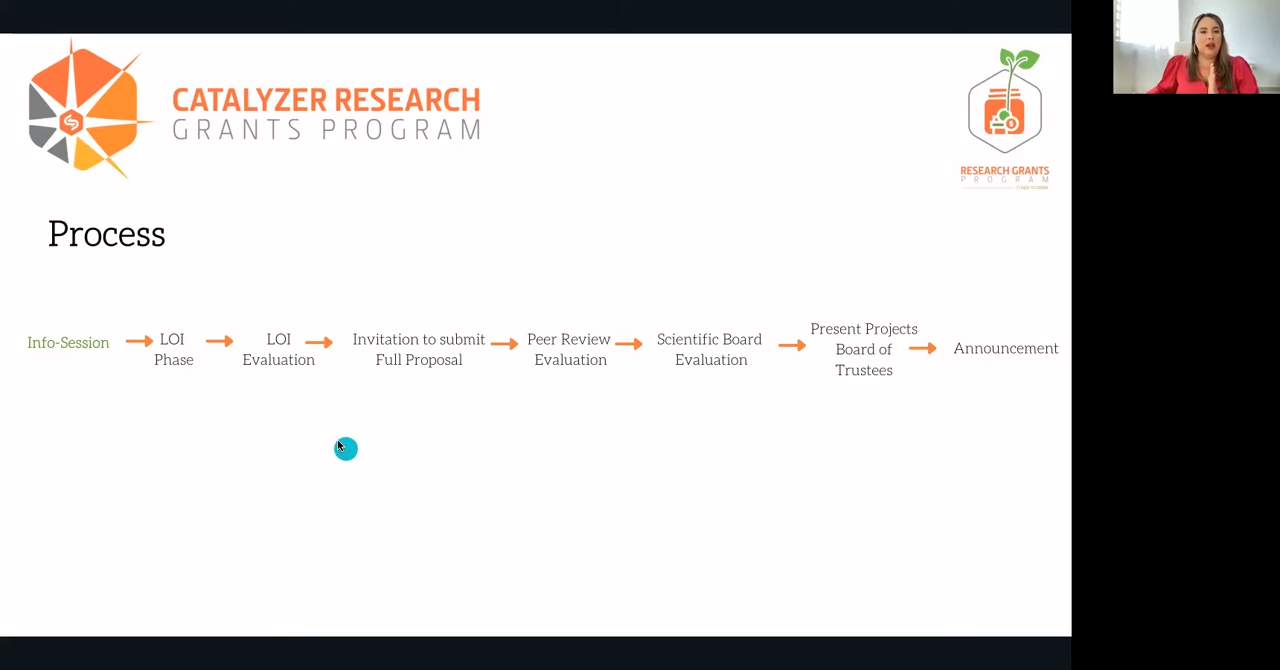 CATALYZER RESEARCH
GRANTS PROGRAM
RESEARCH GRANTS
PROGRAM
Process
Info-Session
LOI
Phase
LOI
Evaluation
Invitation to submit
Full Proposal
Peer Review
Evaluation
Scientific Board
Evaluation
Present Projects
Board of
Trustees
Announcement